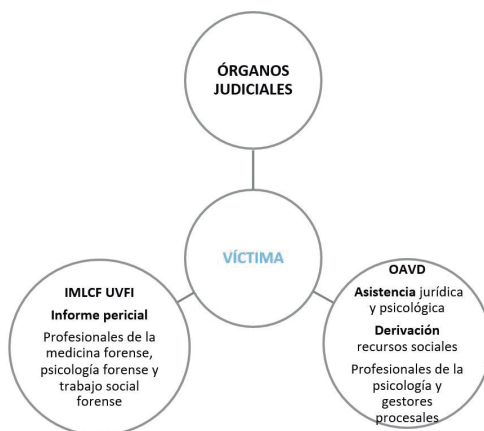 ÓRGANOS
JUDICIALES
VÍCTIMA
IMLCF UVFI
Informe pericial
Profesionales de la
medicina forense,
psicología forense y
trabajo social
forense
OAVD
Asistencia jurídica
y psicológica
Derivación
recursos sociales
Profesionales de la
psicología y
gestores
procesales